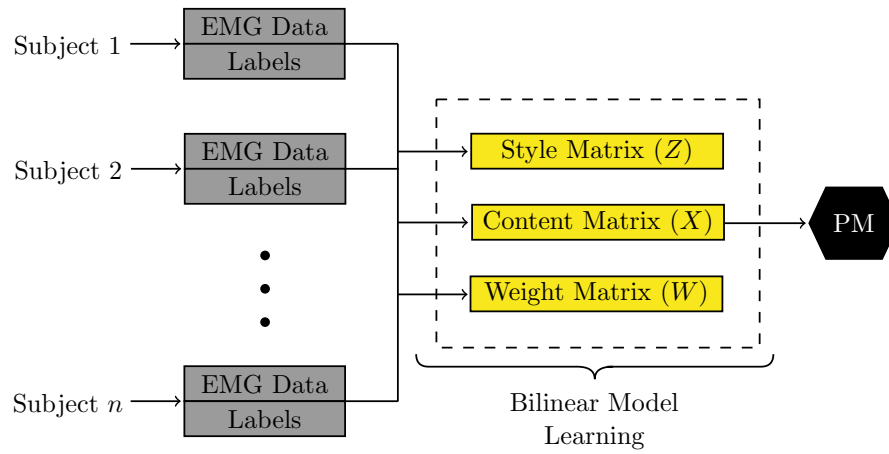 Subject 1
EMG Data
Labels
Subject 2
EMG Data
Labels
Subject n
EMG Data
Labels
Style Matrix (Z)
Content Matrix (X)
Weight Matrix (W)
Bilinear Model
Learning
PM